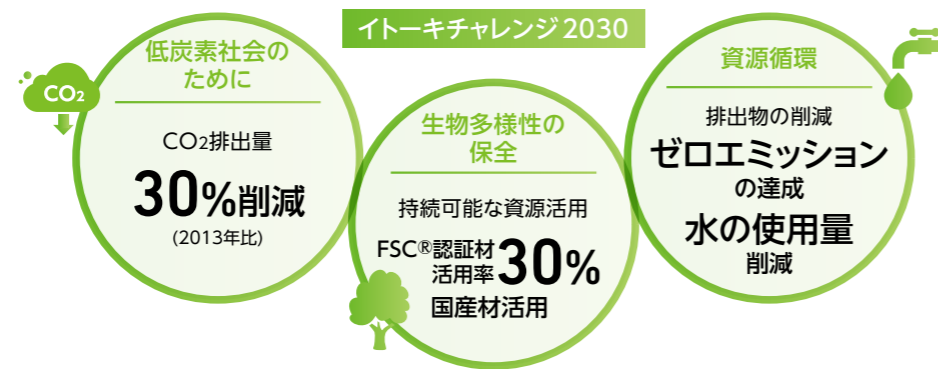 イトーキチャレンジ2030
低炭素社会の
ために
CO₂
CO2排出量
30%削減
(2013年比)
生物多様性の
保全
持続可能な資源活用
FSC®認証材
活用率30%
国産材活用
資源循環
排出物の削減
ゼロエミッション
の達成
水の使用量
削減